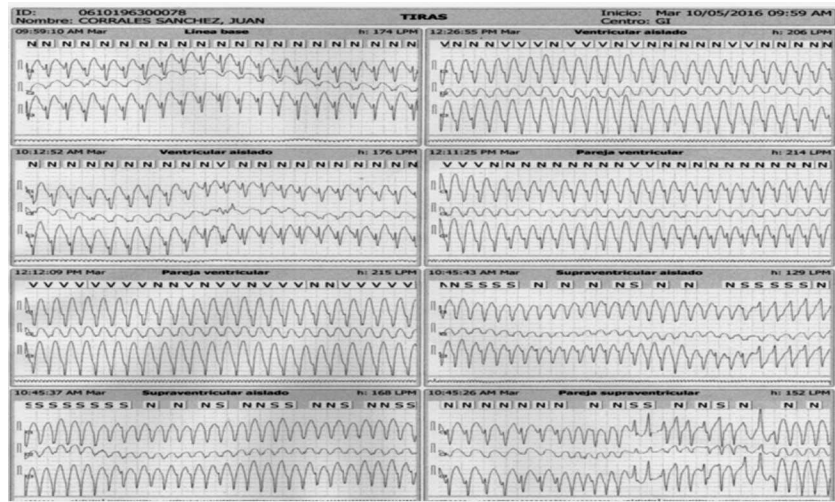 ID: 0610196300078
Nombre: CORRALES SANCHEZ, JUAN
TIRAS
Inicio: Mar 10/05/2016 09:59 AM
Centro: GI
09:59:10 AM Mar Linea base h: 174 LPM
N N N N N N N N N N N N N N N N N N N N
12:26:55 PM Mar Ventricular aislado h: 206 LPM
V N N N V V V V N V N N V V V V N N N N N N N
10:12:52 AM Mar Ventricular aislado h: 176 LPM
N N N N N N N N N N V N N N N N N N N N
12:11:25 PM Mar Pareja ventricular h: 214 LPM
V V V N N N N N N N N N V V N N N N N N N N N
12:12:09 PM Mar Pareja ventricular h: 215 LPM
V V V V V V V V N N V N V V N V V N N V V V V V
10:45:43 AM Mar Supraventricular aislado h: 129 LPM
N N S S S S N N N N N N N S S S S S
10:45:37 AM Mar Supraventricular aislado h: 168 LPM
S S S S S S S S N N N S N N S S N N S N N S S
10:45:26 AM Mar Pareja supraventricular h: 152 LPM
N N N N N N N N N S S N N S N N N